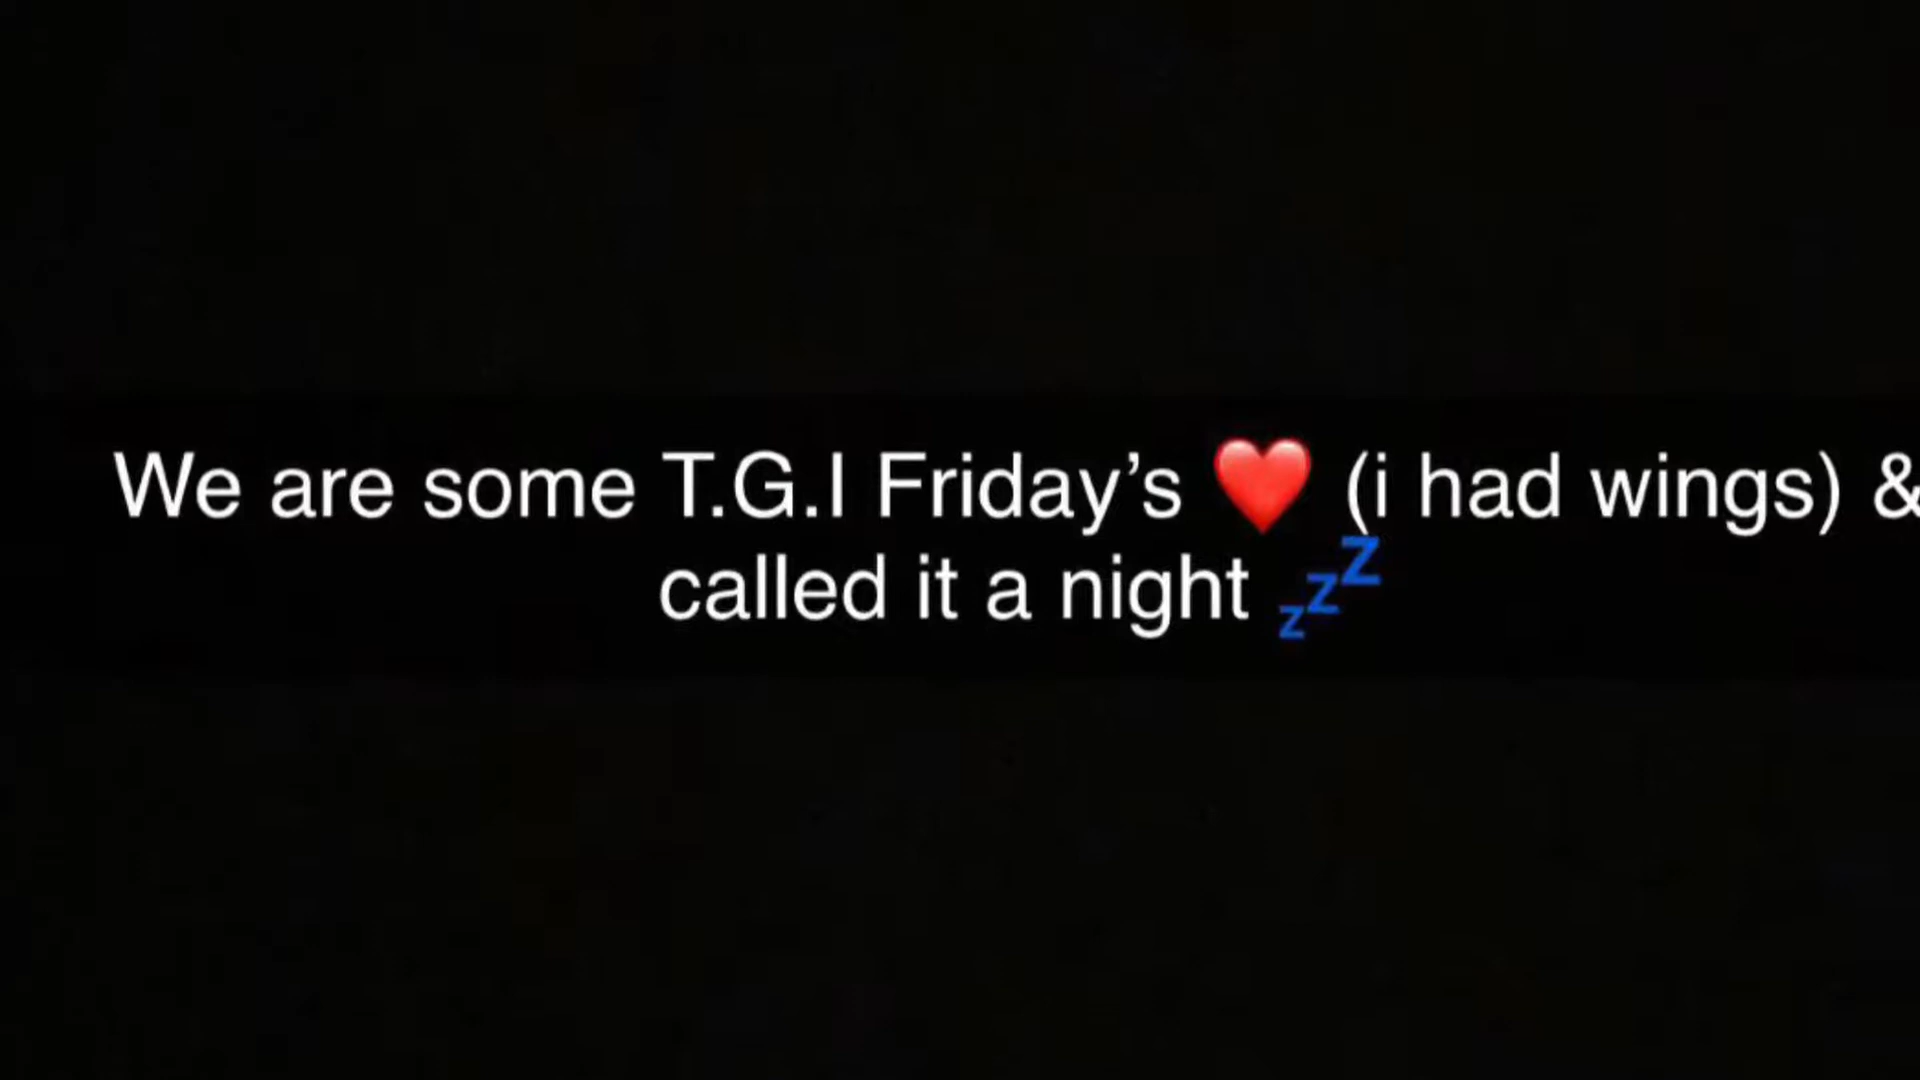 We are some T.G.I Friday’s ❤️ (i had wings) &
called it a night 💤